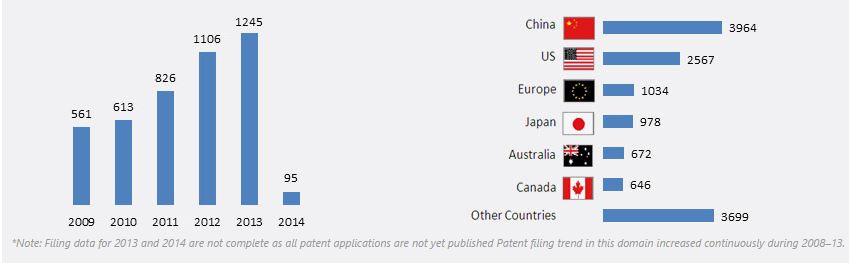 561
613
826
1106
1245
95
2009
2010
2011
2012
2013
2014
China
3964
US
2567
Europe
1034
Japan
978
Australia
672
Canada
646
Other Countries
3699
*Note: Filing data for 2013 and 2014 are not complete as all patent applications are not yet published Patent filing trend in this domain increased continuously during 2008–13.